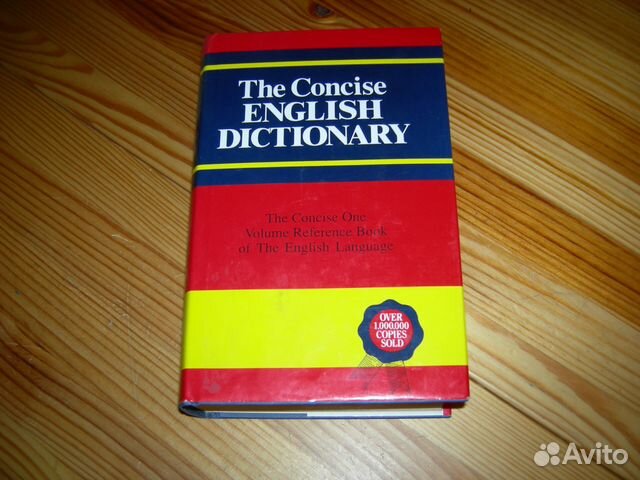 The Concise
ENGLISH
DICTIONARY
The Concise One
Volume Reference Book
of The English Language
OVER
1,000,000
COPIES
SOLD
Avito